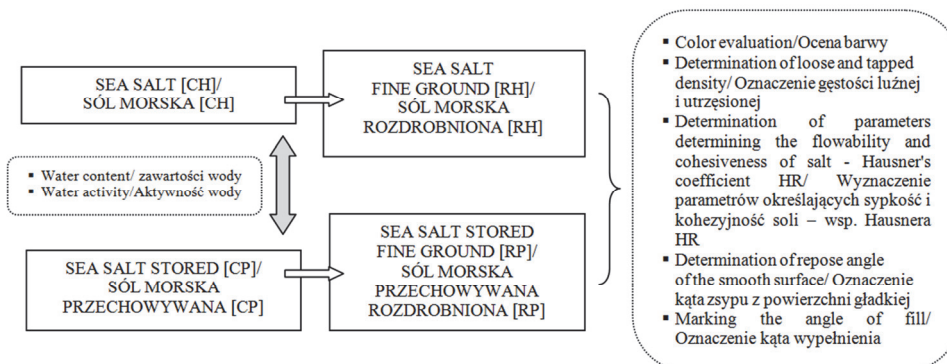 SEA SALT [CH]/
SÓL MORSKA [CH]
SEA SALT
FINE GROUND [RH]/
SÓL MORSKA
ROZDROBNIONA [RH]
▪ Water content/ zawartości wody
▪ Water activity/Aktywność wody
SEA SALT STORED [CP]/
SÓL MORSKA
PRZECHOWYWANA [CP]
SEA SALT STORED
FINE GROUND [RP]/
SÓL MORSKA
PRZECHOWYWANA
ROZDROBNIONA [RP]
▪ Color evaluation/Ocena barwy
▪ Determination of loose and tapped
density/ Oznaczenie gęstości luźnej
i utrzęsionej
▪ Determination of parameters
determining the flowability and
cohesiveness of salt - Hausner's
coefficient HR/ Wyznaczenie
parametrów określających sypkość i
kohezyjność soli – wsp. Hausnera
HR
▪ Determination of repose angle
of the smooth surface/ Oznaczenie
kąta zsypu z powierzchni gładkiej
▪ Marking the angle of fill/
Oznaczenie kąta wypełnienia